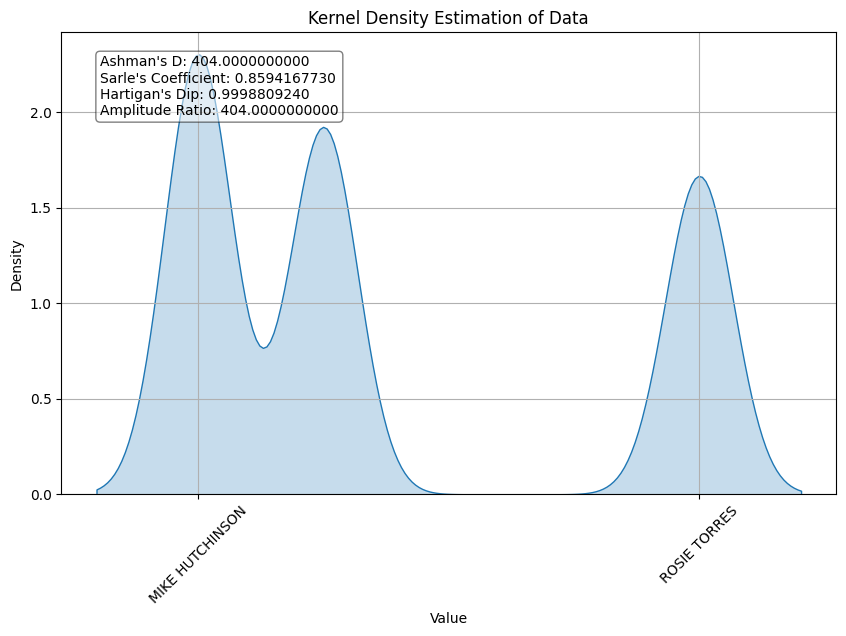 Kernel Density Estimation of Data
Ashman's D: 404.0000000000
Sarle's Coefficient: 0.8594167730
Hartigan's Dip: 0.9998809240
Amplitude Ratio: 404.0000000000
Density
2.0
1.5
1.0
0.5
0.0
MIKE HUTCHINSON
ROSIE TORRES
Value